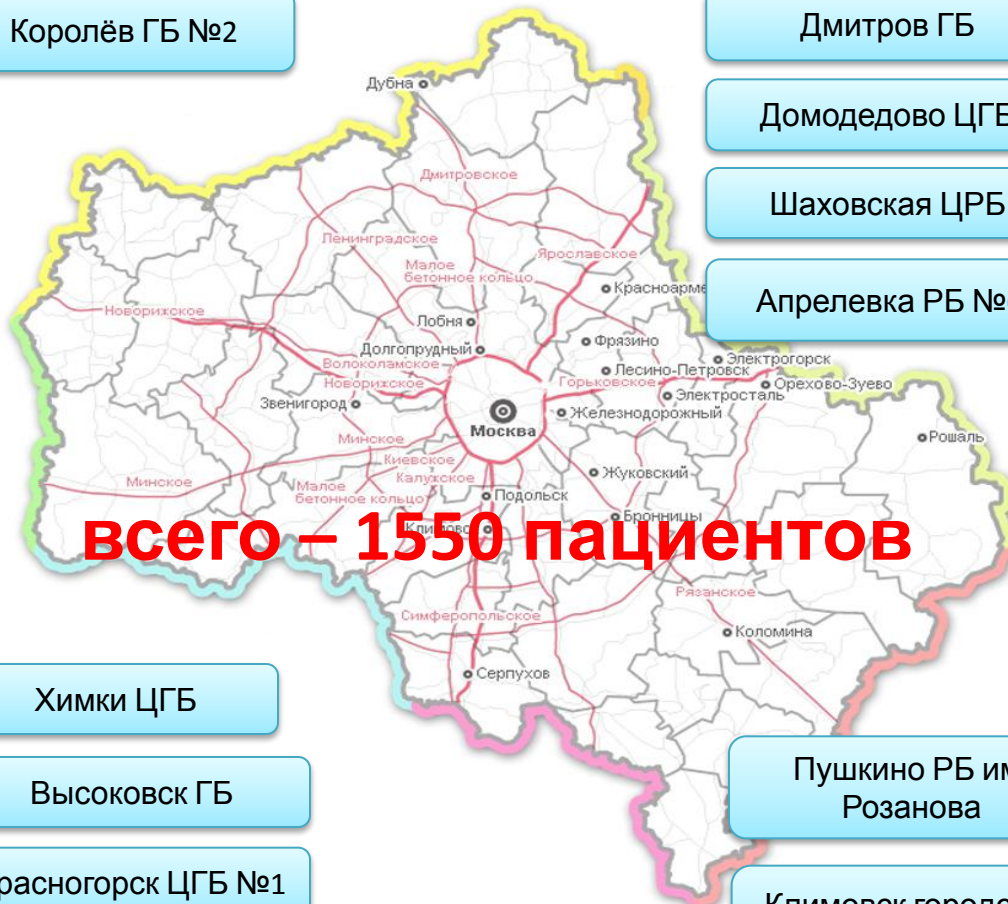 Королёв ГБ №2
Дмитров ГБ
Дубна
Домодедово ЦГБ
Дмитровское
Шаховская ЦРБ
Ленинградское
Ярославское
Малое
бетонное кольцо
Красноарме
Апрелевка РБ №
Новорижское
Лобня
Фрязино
Долгопрудный
Электрогорск
Волоколамское
Лесино-Петровск
Новорижское
Горьковское
Орехово-Зуево
Электросталь
Звенигород
Железнодорожный
Москва
Минское
Рошаль
Киевское
Жуковский
Калужское
Минское
Малое
бетонное кольцо
Подольск
Бронницы
Климовс
всего – 1550 пациентов
Рязанское
Симферопольское
Коломина
Серпухов
Химки ЦГБ
Пушкино РБ им
Розанова
Высоковск ГБ
расногорск ЦГБ №1
Климовск